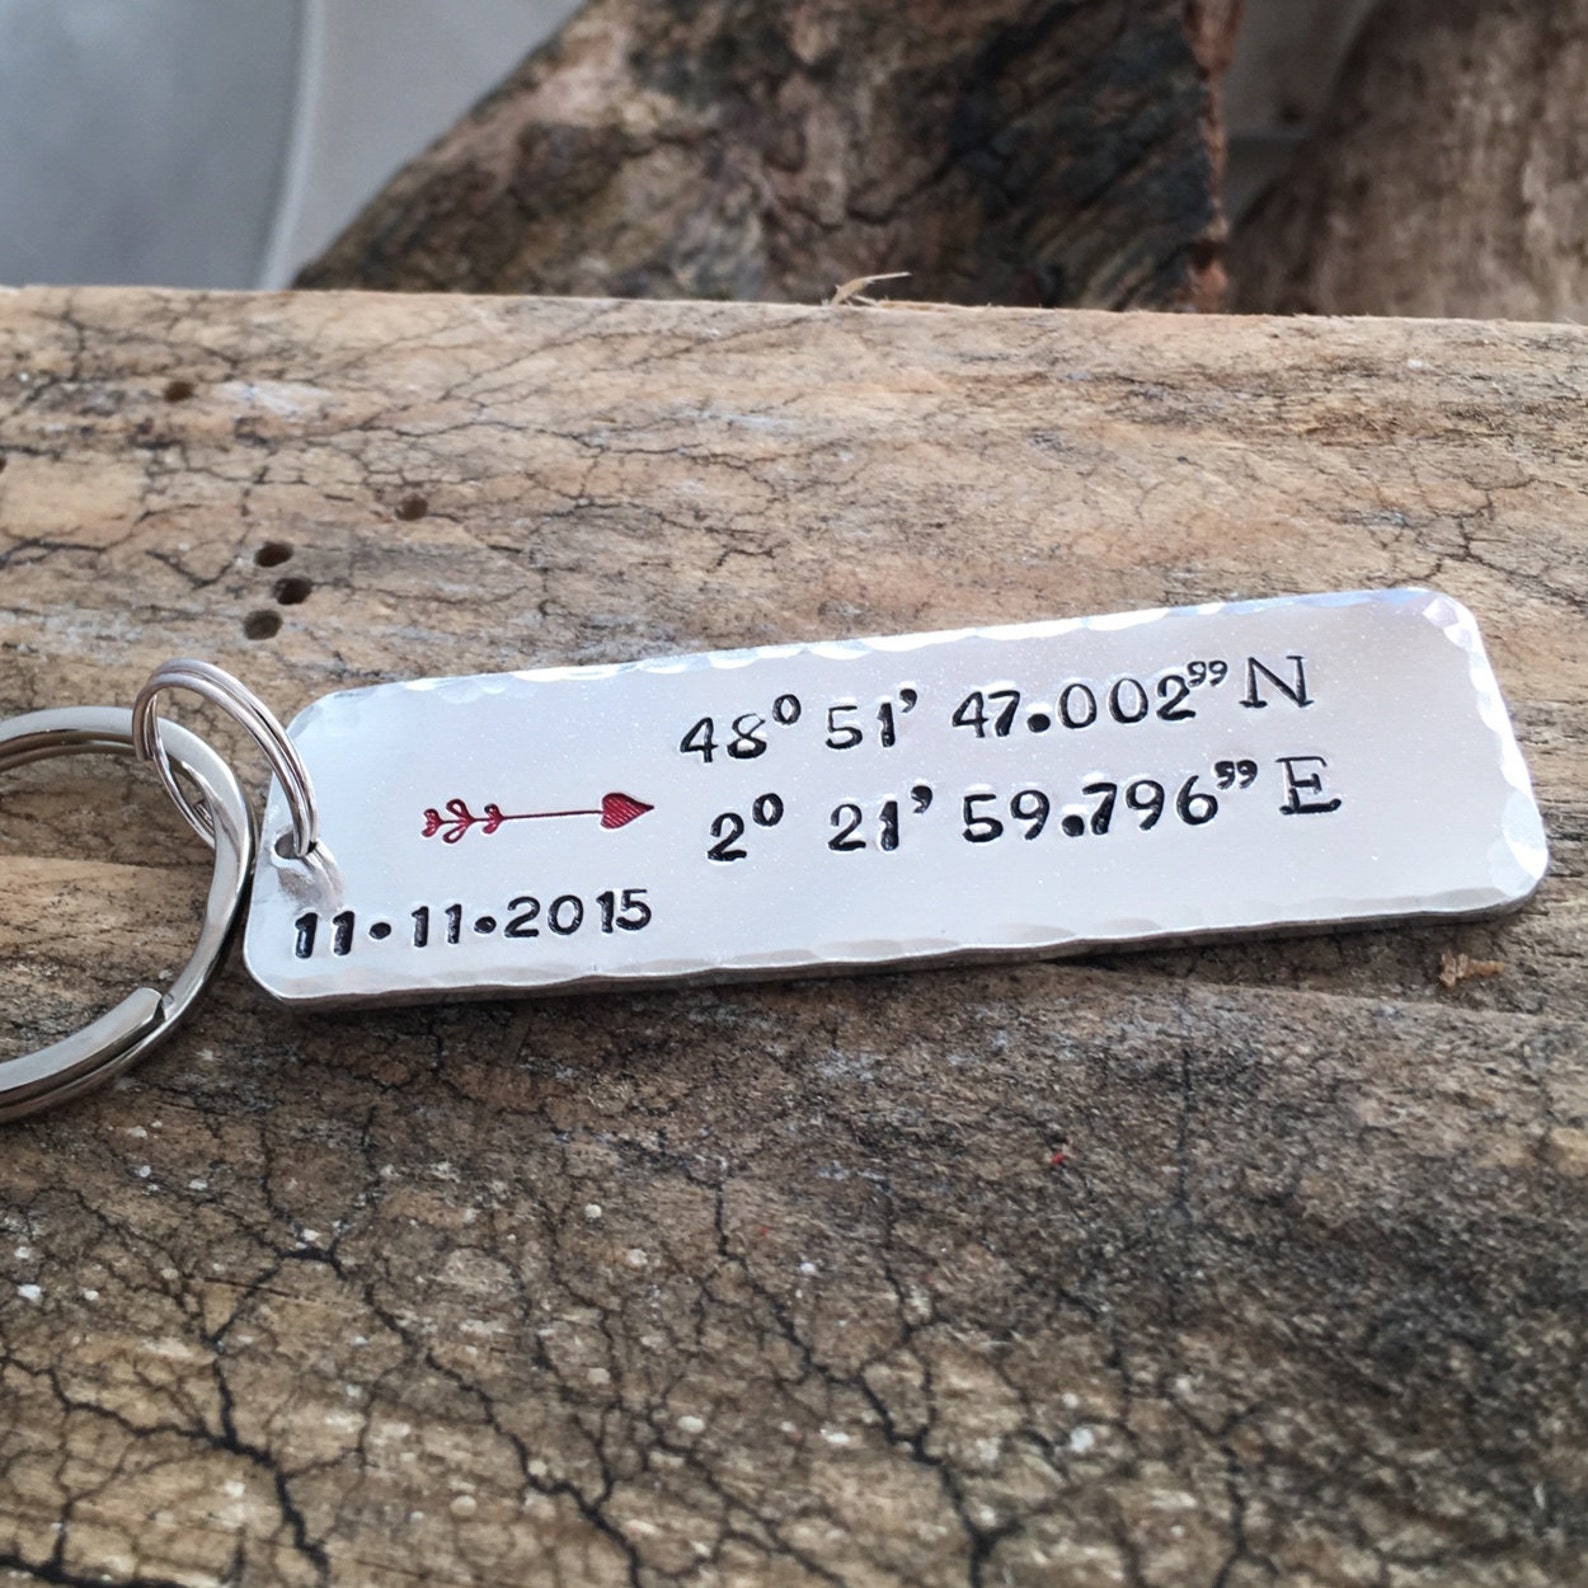 48° 51’ 47.002” N
2° 21’ 59.796” E
11•11•2015